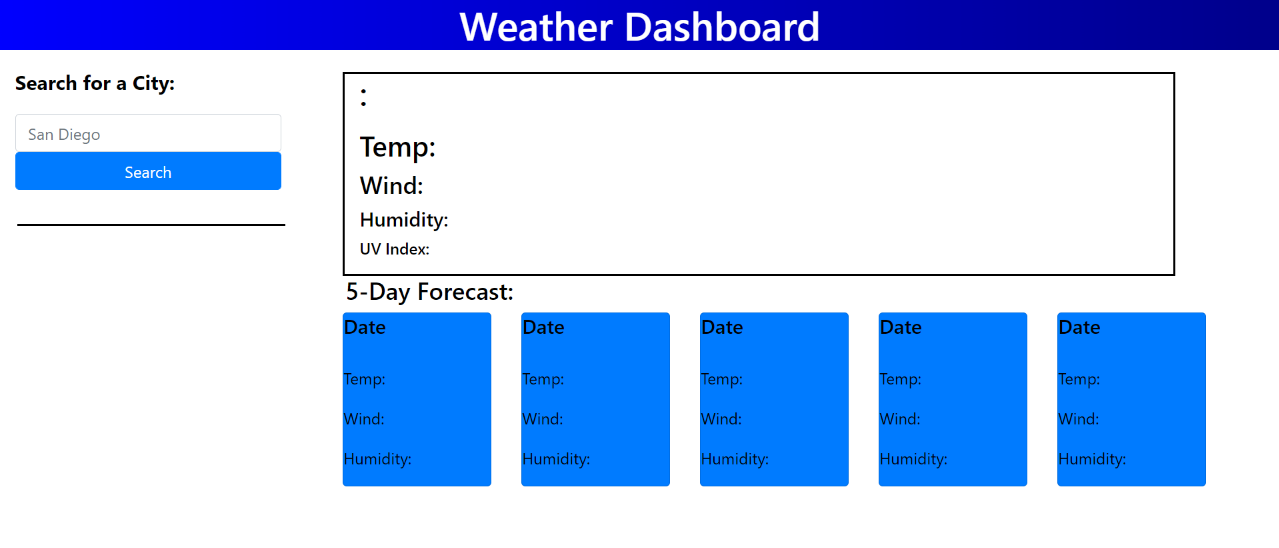 Weather Dashboard
Search for a City:
San Diego
Search
:
Temp:
Wind:
Humidity:
UV Index:
5-Day Forecast:
Date
Temp:
Wind:
Humidity:
Date
Temp:
Wind:
Humidity:
Date
Temp:
Wind:
Humidity:
Date
Temp:
Wind:
Humidity:
Date
Temp:
Wind:
Humidity: